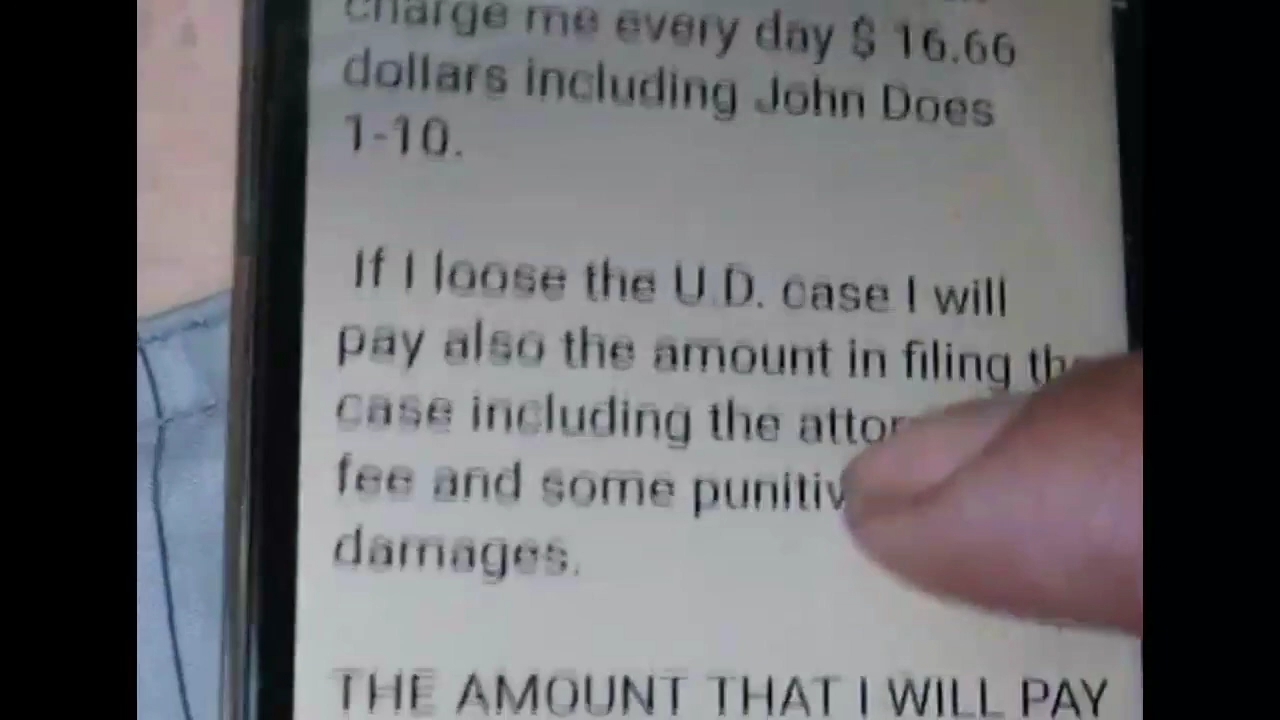 charge me every day $ 16.66
dollars including John Does
1-10.
If I loose the U.D. case I will
pay also the amount in filing
case including the
fee and some
damages.
THE AMOUNT THAT I WILL PAY